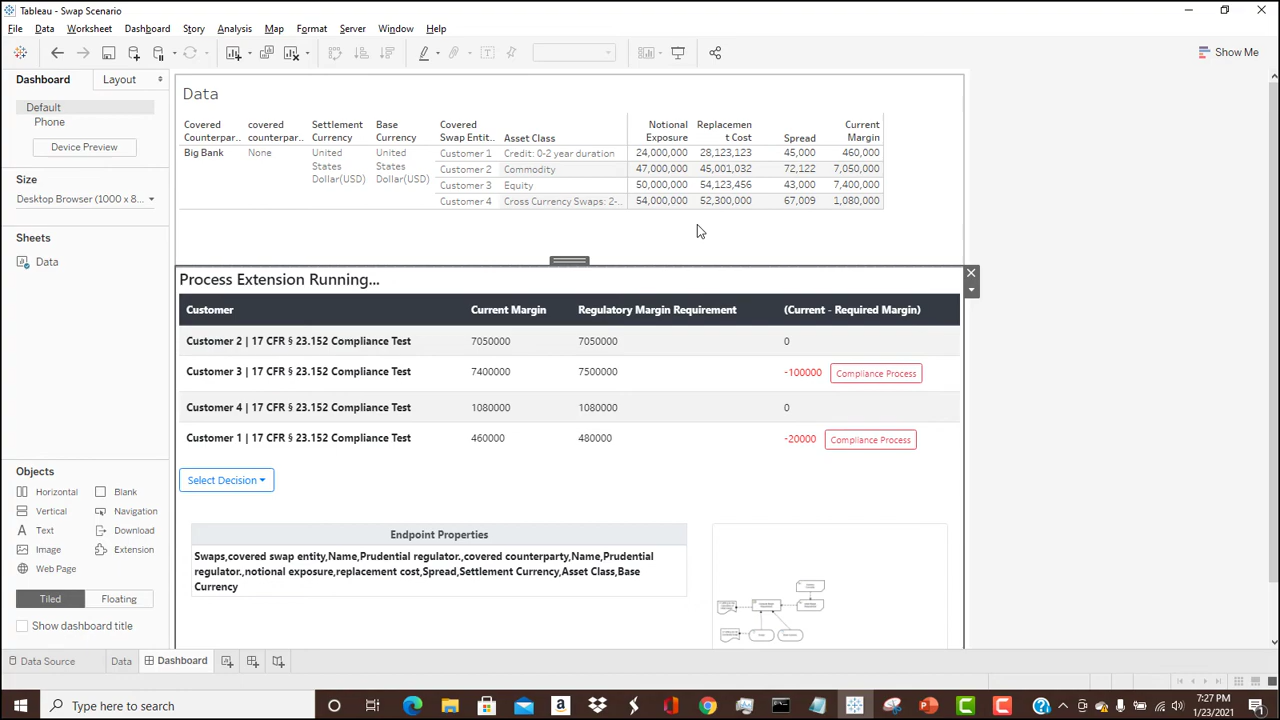 Tableau - Swap Scenario
File Data Worksheet Dashboard Story Analysis Map Format Server Window Help
Show Me
Dashboard Layout
Default
Phone
Device Preview
Size
Desktop Browser (1000 x 8...
Sheets
Data
Objects
Horizontal Blank
Vertical Navigation
Text Download
Image Extension
Web Page
Tiled Floating
Show dashboard title
Data
Covered Counterpar.. covered counterpar.. Settlement Currency Base Currency Covered Swap Entit.. Asset Class Notional Exposure Replacemen t Cost Spread Current Margin
Big Bank None United States Dollar(USD) United States Dollar(USD) Customer 1 Credit: 0-2 year duration 24,000,000 28,123,123 45,000 460,000
Customer 2 Commodity 47,000,000 45,001,032 72,122 7,050,000
Customer 3 Equity 50,000,000 54,123,456 43,000 7,400,000
Customer 4 Cross Currency Swaps: 2-.. 54,000,000 52,300,000 67,009 1,080,000
Process Extension Running...
Customer Current Margin Regulatory Margin Requirement (Current - Required Margin)
Customer 2 | 17 CFR § 23.152 Compliance Test 7050000 7050000 0
Customer 3 | 17 CFR § 23.152 Compliance Test 7400000 7500000 -100000 Compliance Process
Customer 4 | 17 CFR § 23.152 Compliance Test 1080000 1080000 0
Customer 1 | 17 CFR § 23.152 Compliance Test 460000 480000 -20000 Compliance Process
Select Decision
Endpoint Properties
Swaps,covered swap entity,Name,Prudential regulator.,covered counterparty,Name,Prudential
regulator.,notional exposure,replacement cost,Spread,Settlement Currency,Asset Class,Base
Currency
Data Source Data Dashboard
Type here to search
7:27 PM
1/23/2021